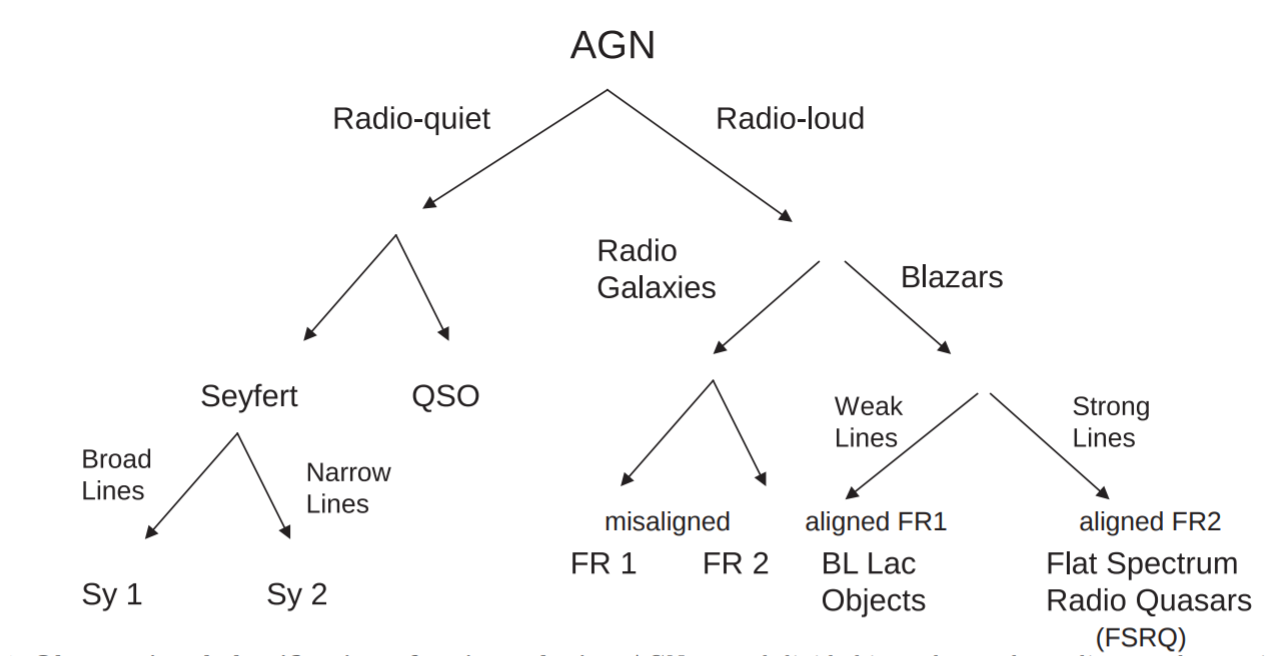 AGN
Radio-quiet
Radio-loud
Radio
Galaxies
Blazars
Seyfert
QSO
Weak
Lines
Strong
Lines
Broad
Lines
Narrow
Lines
misaligned
aligned FR1
aligned FR2
FR 1
FR 2
BL Lac
Objects
Flat Spectrum
Radio Quasars
(FSRQ)
Sy 1
Sy 2